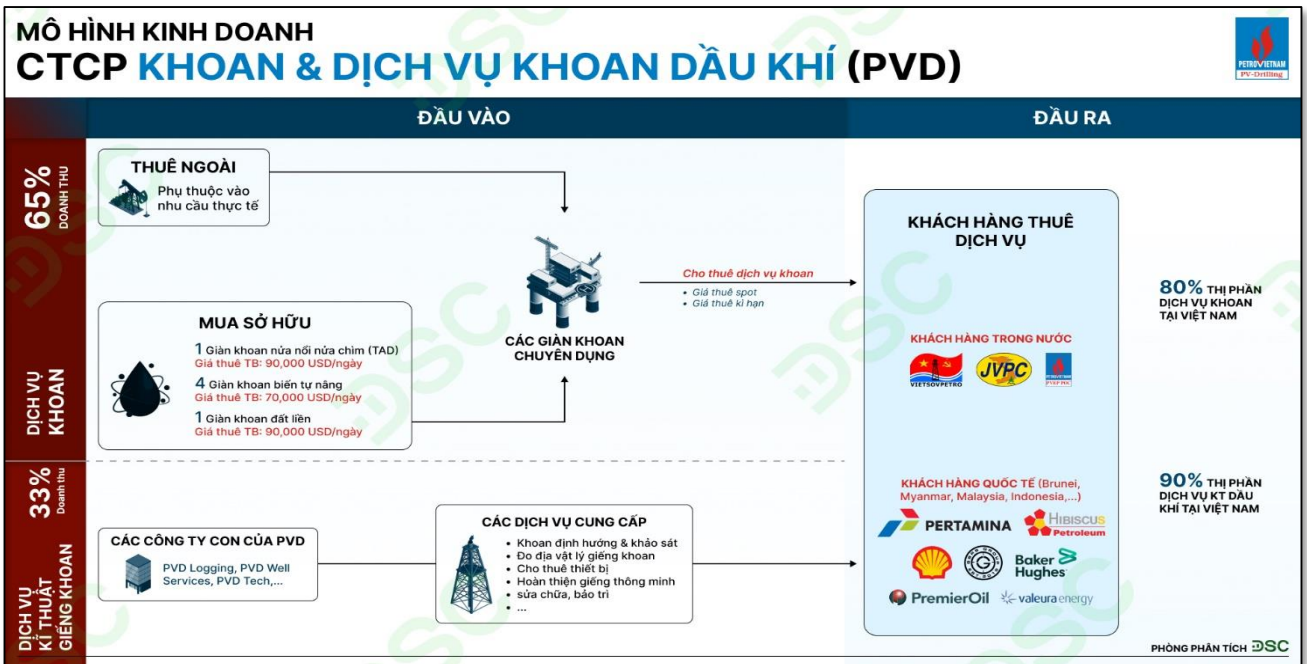 MÔ HÌNH KINH DOANH
CTCP KHOAN & DỊCH VỤ KHOAN DẦU KHÍ (PVD)
PETROVIETNAM
PV-Drilling
ĐẦU VÀO
ĐẦU RA
65%
DOANH THU
DỊCH VỤ
KHOAN
THUÊ NGOÀI
Phụ thuộc vào
nhu cầu thực tế
MUA SỞ HỮU
1 Giàn khoan nửa nổi nửa chìm (TAD)
Giá thuê TB: 90,000 USD/ngày
4 Giàn khoan biển tự nâng
Giá thuê TB: 70,000 USD/ngày
1 Giàn khoan đất liền
Giá thuê TB: 90,000 USD/ngày
CÁC GIÀN KHOAN
CHUYÊN DỤNG
Cho thuê dịch vụ khoan
• Giá thuê spot
• Giá thuê kì hạn
KHÁCH HÀNG THUÊ
DỊCH VỤ
KHÁCH HÀNG TRONG NƯỚC
VIETSOVPETRO
JVPC
PVEP POC
80% THỊ PHẦN
DỊCH VỤ KHOAN
TẠI VIỆT NAM
33%
Doanh thu
DỊCH VỤ
KĨ THUẬT
GIẾNG KHOAN
CÁC CÔNG TY CON CỦA PVD
PVD Logging, PVD Well
Services, PVD Tech,...
CÁC DỊCH VỤ CUNG CẤP
• Khoan định hướng & khảo sát
• Đo địa vật lý giếng khoan
• Cho thuê thiết bị
• Hoàn thiện giếng thông minh
• sửa chữa, bảo trì
• ...
KHÁCH HÀNG QUỐC TẾ (Brunei,
Myanmar, Malaysia, Indonesia,...)
PERTAMINA
HIBISCUS
Petroleum
Baker
Hughes
PremierOil
valeura energy
90% THỊ PHẦN
DỊCH VỤ KT DẦU
KHÍ TẠI VIỆT NAM
PHÒNG PHÂN TÍCH DSC